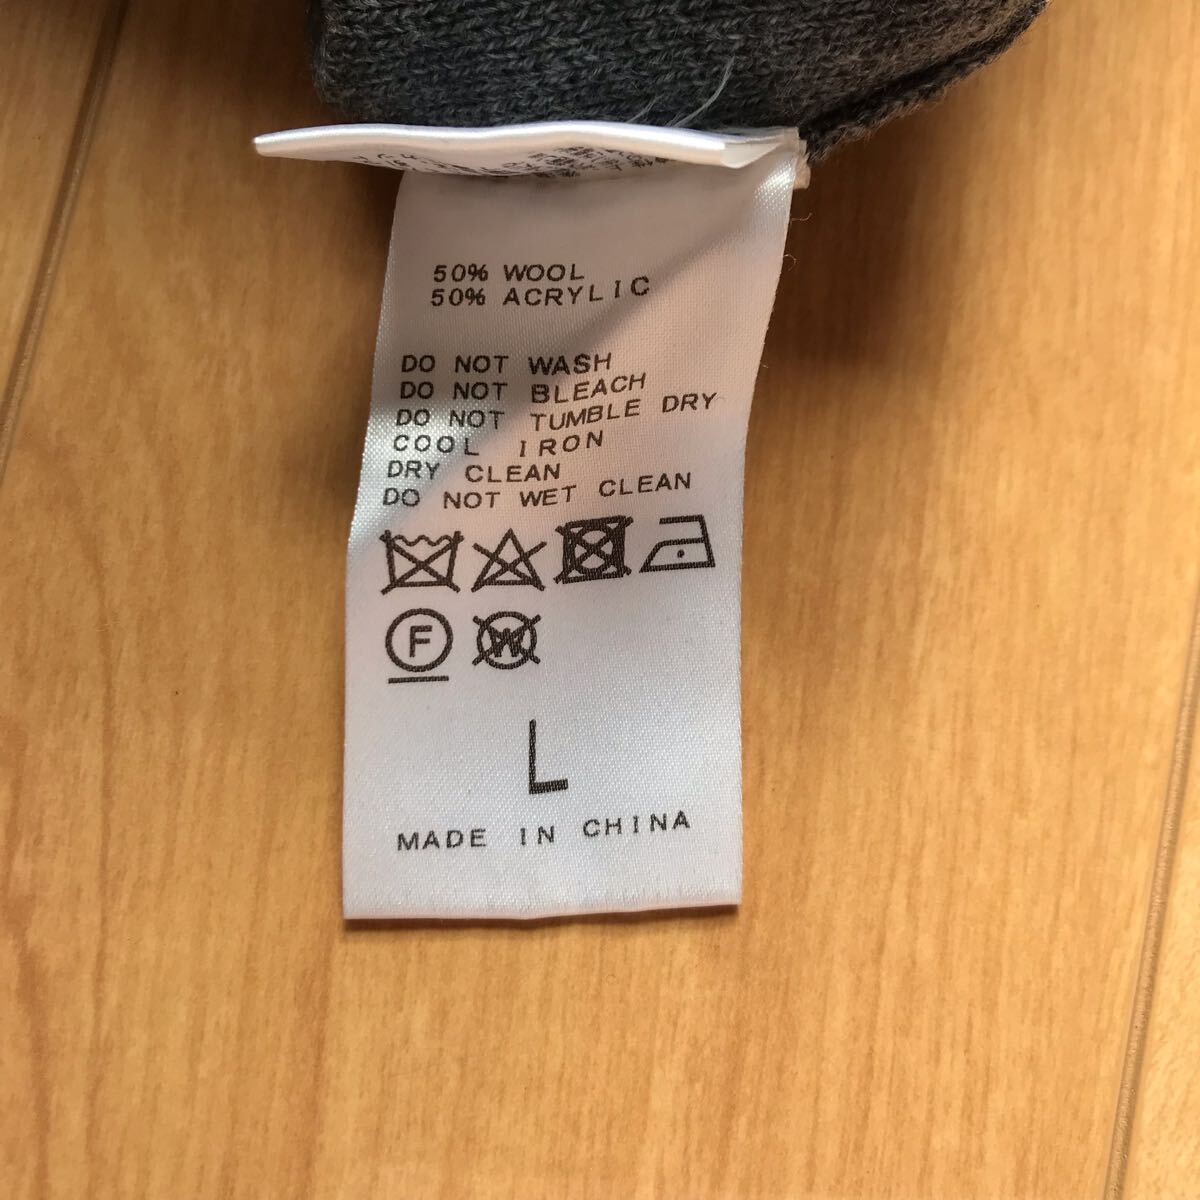 50% WOOL
50% ACRYLIC
DO NOT WASH
DO NOT BLEACH
DO NOT TUMBLE DRY
COOL IRON
DRY CLEAN
DO NOT WET CLEAN
F W
L
MADE IN CHINA